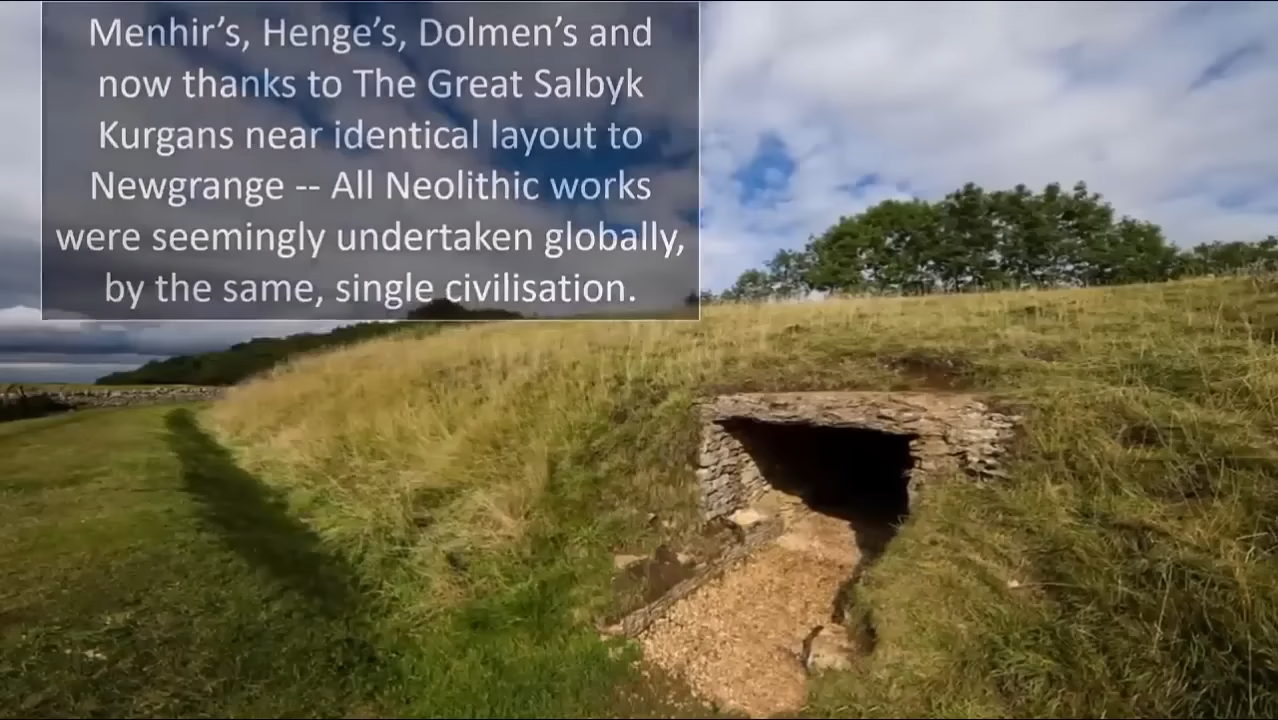 Menhir’s, Henge’s, Dolmen’s and
now thanks to The Great Salbyk
Kurgans near identical layout to
Newgrange -- All Neolithic works
were seemingly undertaken globally,
by the same, single civilisation.